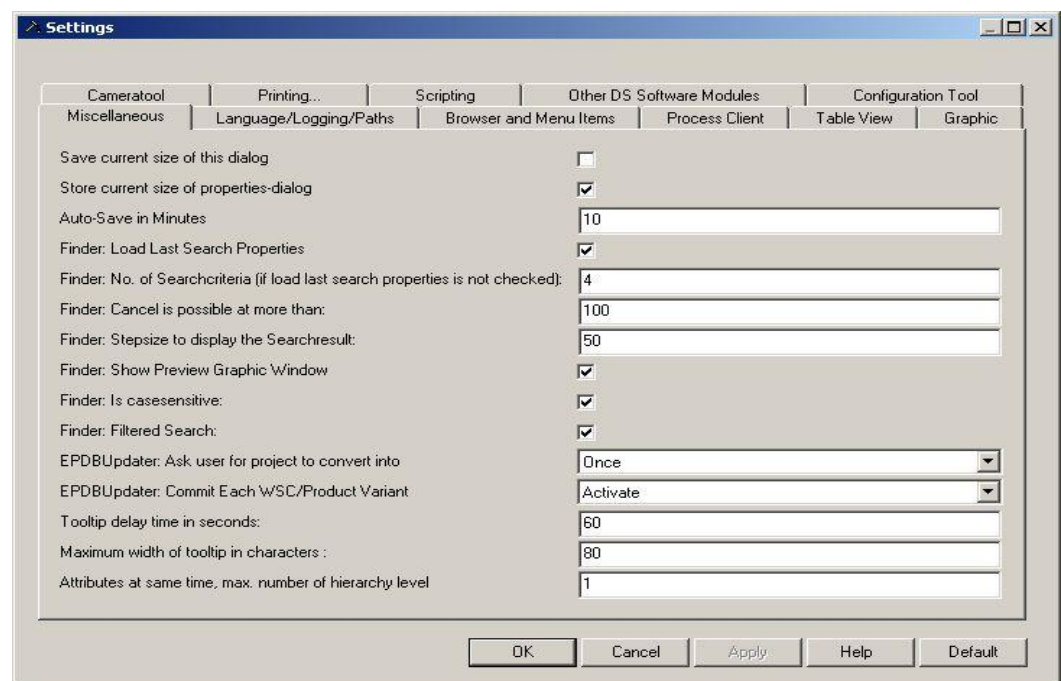 Settings
Cameratool Printing... Scripting Other DS Software Modules Configuration Tool
Miscellaneous Language/Logging/Paths Browser and Menu Items Process Client Table View Graphic
Save current size of this dialog
Store current size of properties-dialog
Auto-Save in Minutes 10
Finder: Load Last Search Properties
Finder: No. of Searchcriteria (if load last search properties is not checked): 4
Finder: Cancel is possible at more than: 100
Finder: Stepsize to display the Searchresult: 50
Finder: Show Preview Graphic Window
Finder: Is casesensitive:
Finder: Filtered Search:
EPDBUpdater: Ask user for project to convert into Once
EPDBUpdater: Commit Each WSC/Product Variant Activate
Tooltip delay time in seconds: 60
Maximum width of tooltip in characters : 80
Attributes at same time, max. number of hierarchy level 1
OK Cancel Apply Help Default